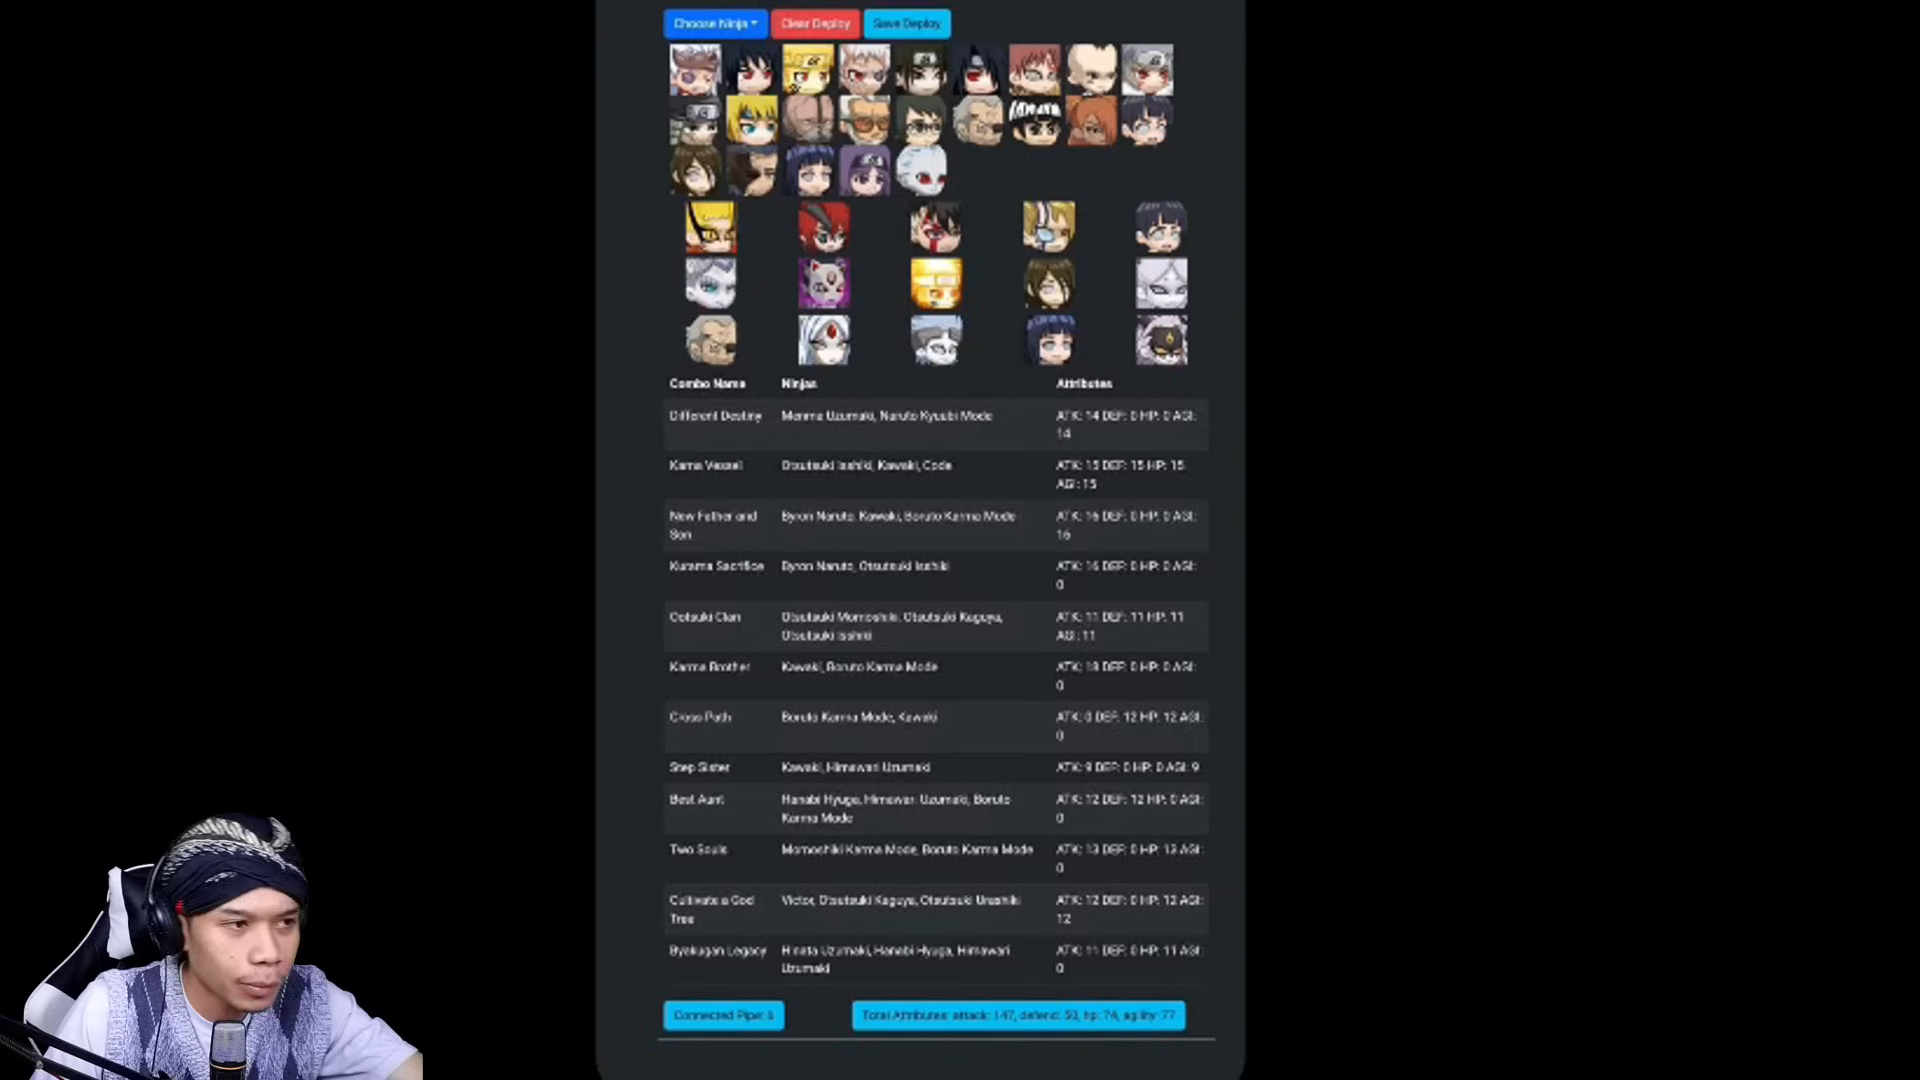 Choose Ninja Clear Deploy Save Deploy
Combo Name Ninjas Attributes
Different Destiny Menma Uzumaki, Naruto Kyuubi Mode ATK: 14 DEF: 0 HP: 0 AGI:
14
Kama Vessel Otsutsuki Isshiki, Kawaki, Code ATK: 15 DEF: 15 HP: 15
AGI: 15
New Father and Byron Naruto, Kawaki, Boruto Karma Mode ATK: 16 DEF: 0 HP: 0 AGI:
Son 16
Kurama Sacrifice Byron Naruto, Otsutsuki Isshiki ATK: 16 DEF: 0 HP: 0 AGI:
0
Ootsuki Clan Otsutsuki Momoshiki, Otsutsuki Kaguya, ATK: 11 DEF: 11 HP: 11
Otsutsuki Isshiki AGI: 11
Karma Brother Kawaki, Boruto Karma Mode ATK: 18 DEF: 0 HP: 0 AGI:
0
Cross Path Boruto Karma Mode, Kawaki ATK: 0 DEF: 12 HP: 12 AGI:
0
Step Sister Kawaki, Himawari Uzumaki ATK: 9 DEF: 0 HP: 0 AGI: 9
Best Aunt Hanabi Hyuga, Himawari Uzumaki, Boruto ATK: 12 DEF: 12 HP: 0 AGI:
Karma Mode 0
Two Souls Momoshiki Karma Mode, Boruto Karma Mode ATK: 13 DEF: 0 HP: 13 AGI:
0
Cultivate a God Victor, Otsutsuki Kaguya, Otsutsuki Urashiki ATK: 12 DEF: 0 HP: 12 AGI:
Tree 12
Byakugan Legacy Hinata Uzumaki, Hanabi Hyuga, Himawari ATK: 11 DEF: 0 HP: 11 AGI:
Uzumaki 0
Connected Pipe: 6 Total Attributes: attack: 147, defend: 50, hp: 74, agility: 77